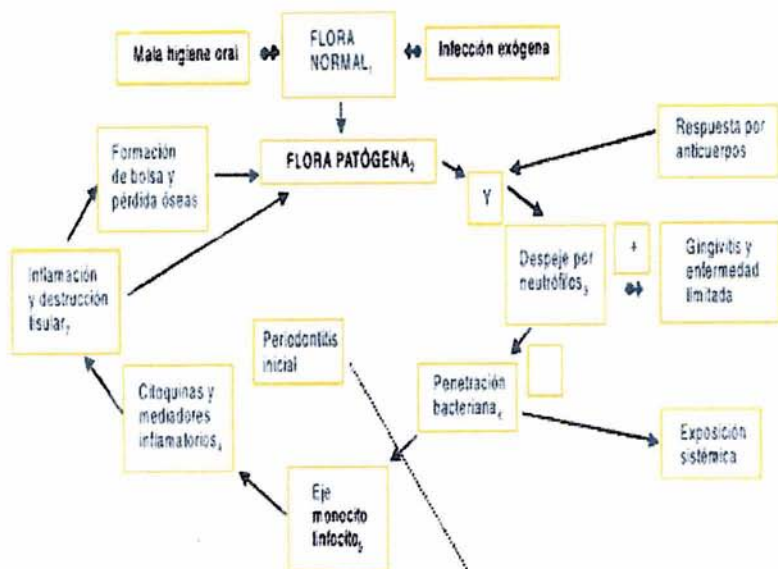 Mala higiene oral
FLORA
NORMAL₁
Infección exógena
Formación
de bolsa y
pérdida óseas
FLORA PATÓGENA₂
Respuesta por
anticuerpos
Y
Despeje por
neutrófilos₃
+
Gingivitis y
enfermedad
limitada
Inflamación
y destrucción
tisular₇
Periodontitis
inicial
Penetración
bacteriana₄
Citoquinas y
mediadores
inflamatorios₆
Exposición
sistémica
Eje
monocito
linfocito₅